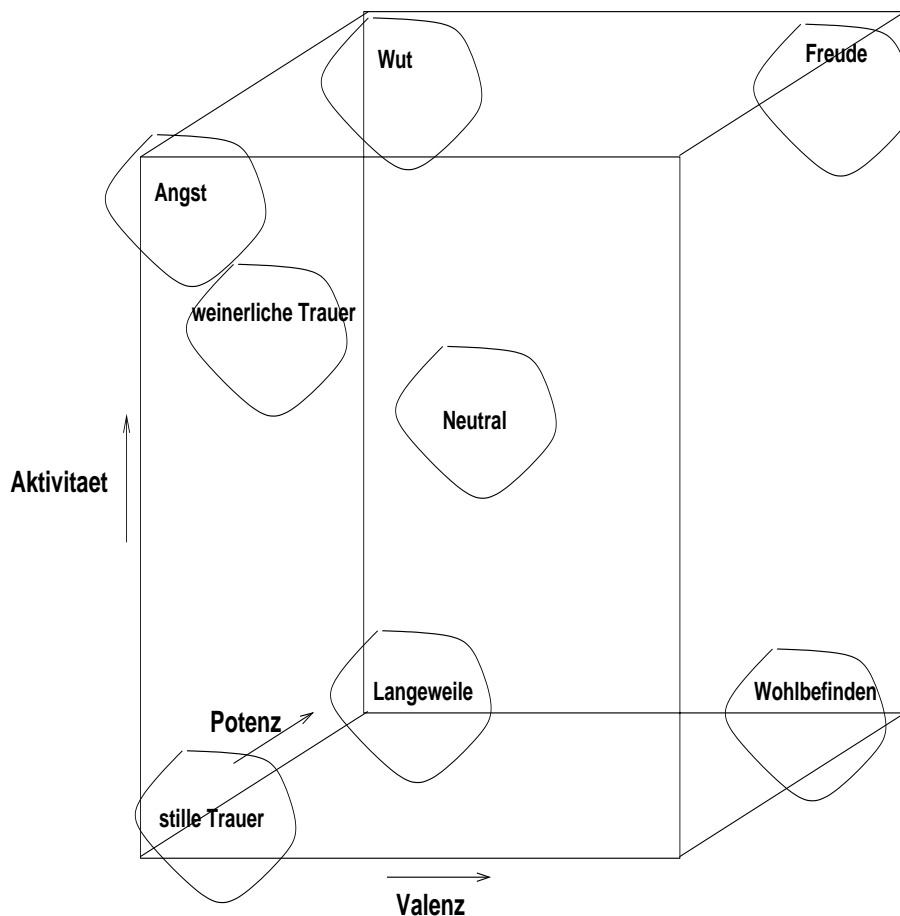 Wut
Freude
Angst
weinerliche Trauer
Neutral
Aktivitaet
Langeweile
Wohlbefinden
Potenz
stille Trauer
Valenz